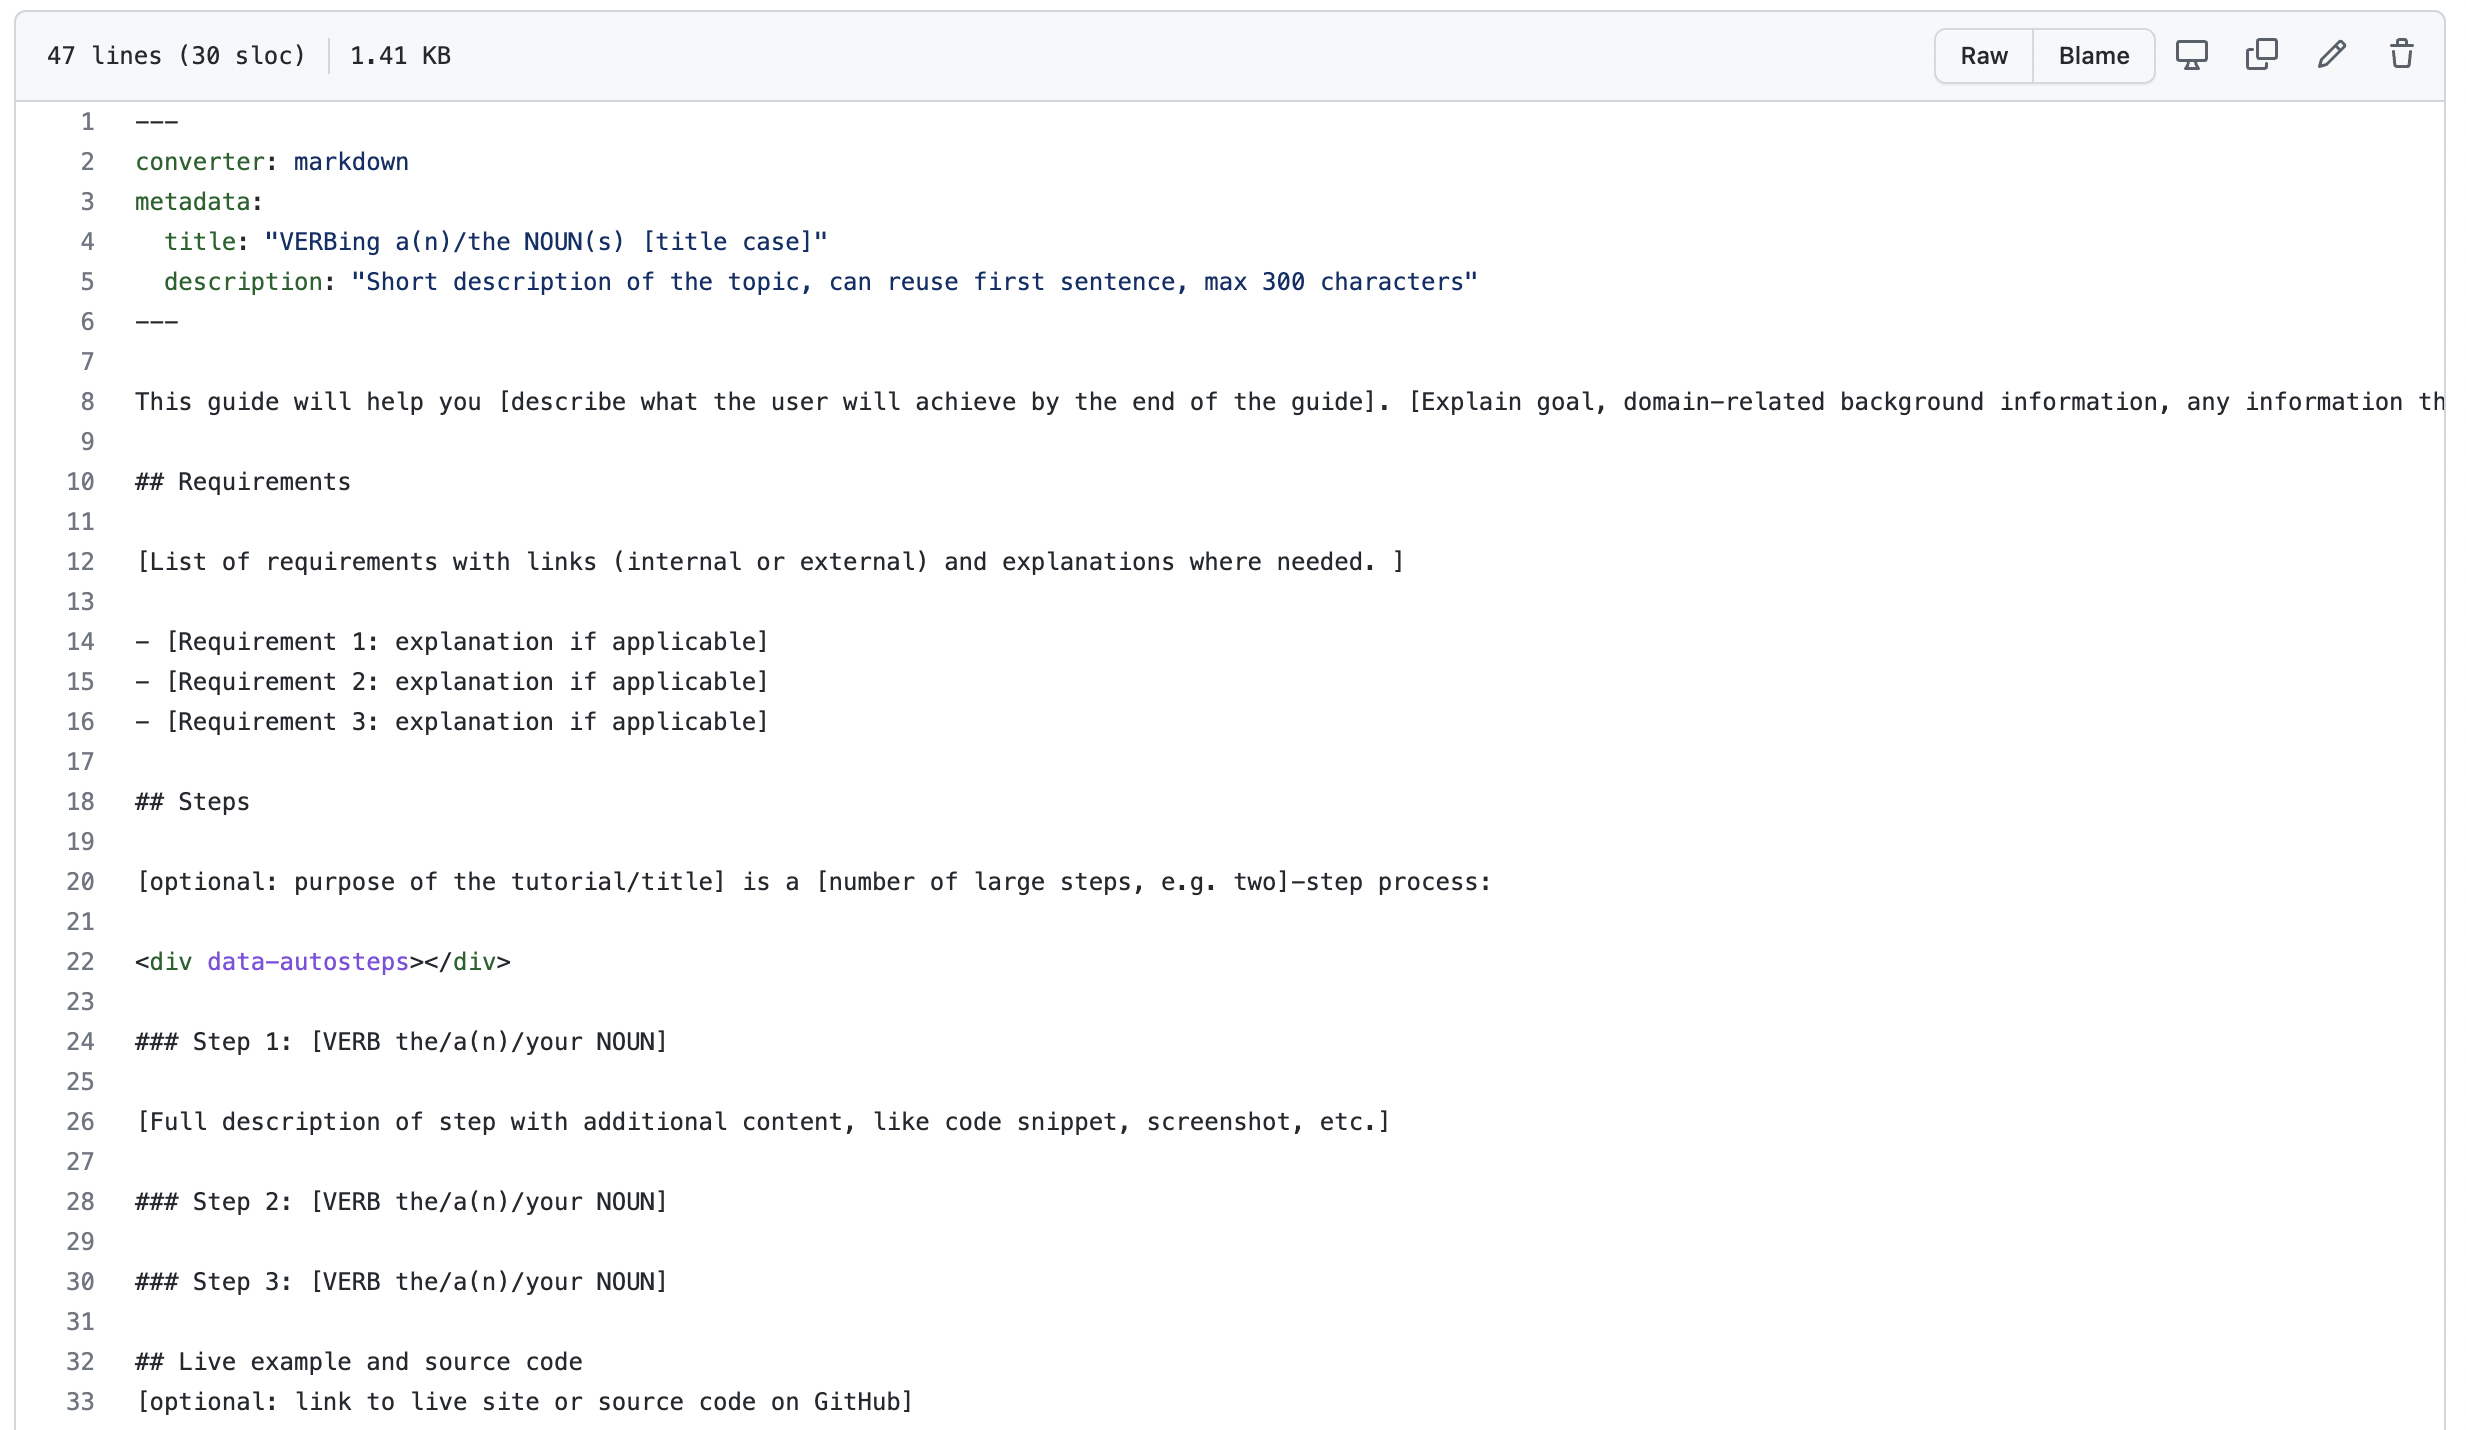 47 lines (30 sloc) 1.41 KB Raw Blame
1 ---
2 converter: markdown
3 metadata:
4   title: "VERBing a(n)/the NOUN(s) [title case]"
5   description: "Short description of the topic, can reuse first sentence, max 300 characters"
6 ---
7
8 This guide will help you [describe what the user will achieve by the end of the guide]. [Explain goal, domain-related background information, any information th
9
10 ## Requirements
11
12 [List of requirements with links (internal or external) and explanations where needed. ]
13
14 - [Requirement 1: explanation if applicable]
15 - [Requirement 2: explanation if applicable]
16 - [Requirement 3: explanation if applicable]
17
18 ## Steps
19
20 [optional: purpose of the tutorial/title] is a [number of large steps, e.g. two]-step process:
21
22 <div data-autosteps></div>
23
24 ### Step 1: [VERB the/a(n)/your NOUN]
25
26 [Full description of step with additional content, like code snippet, screenshot, etc.]
27
28 ### Step 2: [VERB the/a(n)/your NOUN]
29
30 ### Step 3: [VERB the/a(n)/your NOUN]
31
32 ## Live example and source code
33 [optional: link to live site or source code on GitHub]